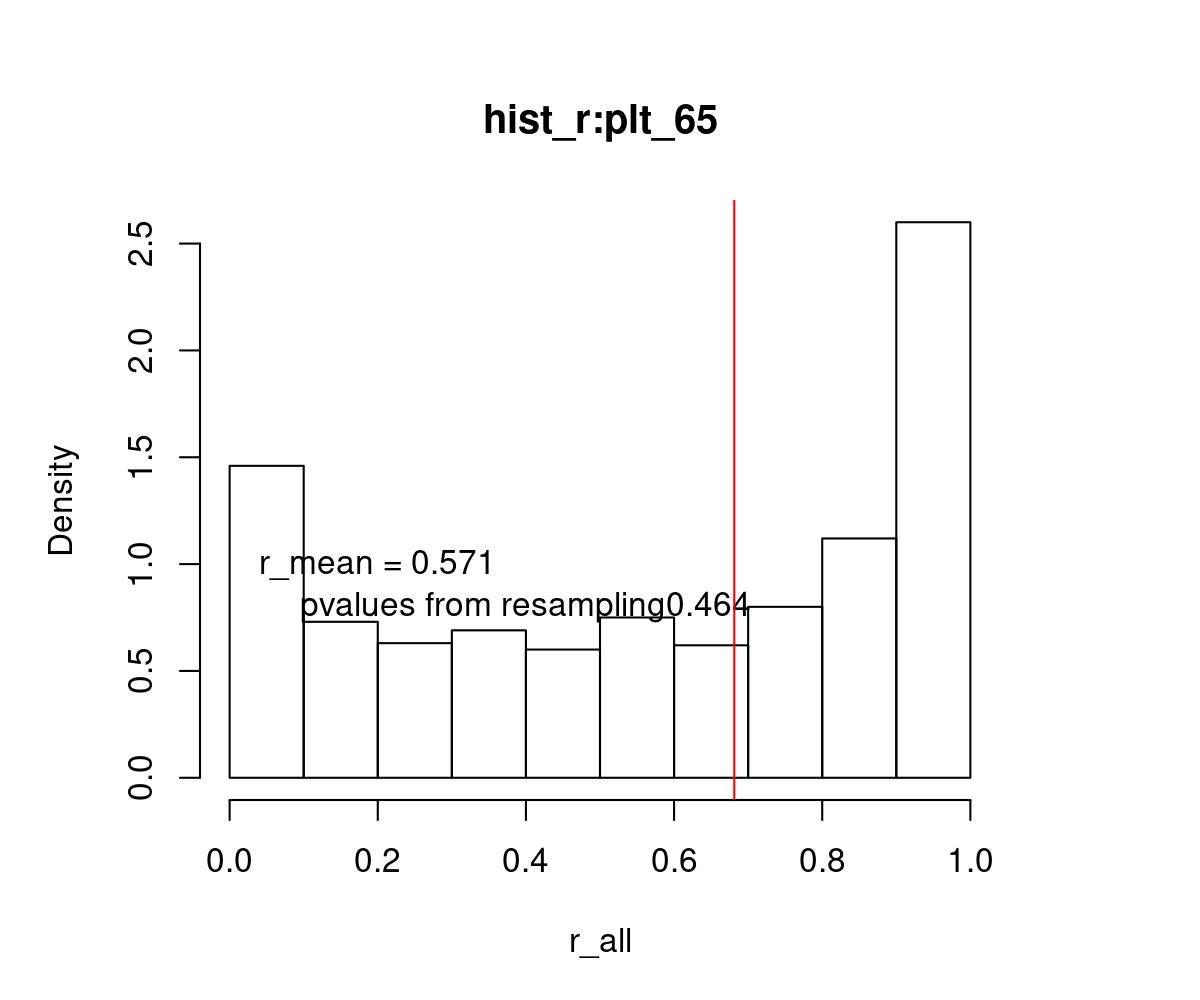 hist_r:plt_65
Density
2.5
2.0
1.5
1.0
0.5
0.0
r_mean = 0.571
pvalues from resampling0.464
0.0 0.2 0.4 0.6 0.8 1.0
r_all